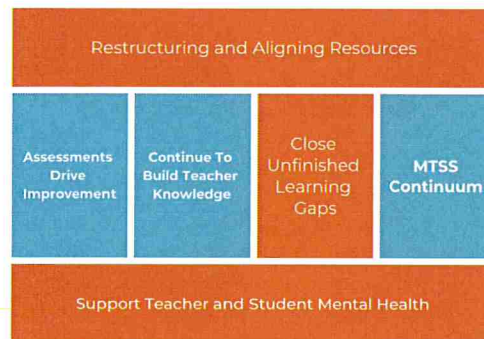 Restructuring and Aligning Resources
Assessments
Drive
Improvement
Continue To
Build Teacher
Knowledge
Close
Unfinished
Learning
Gaps
MTSS
Continuum
Support Teacher and Student Mental Health